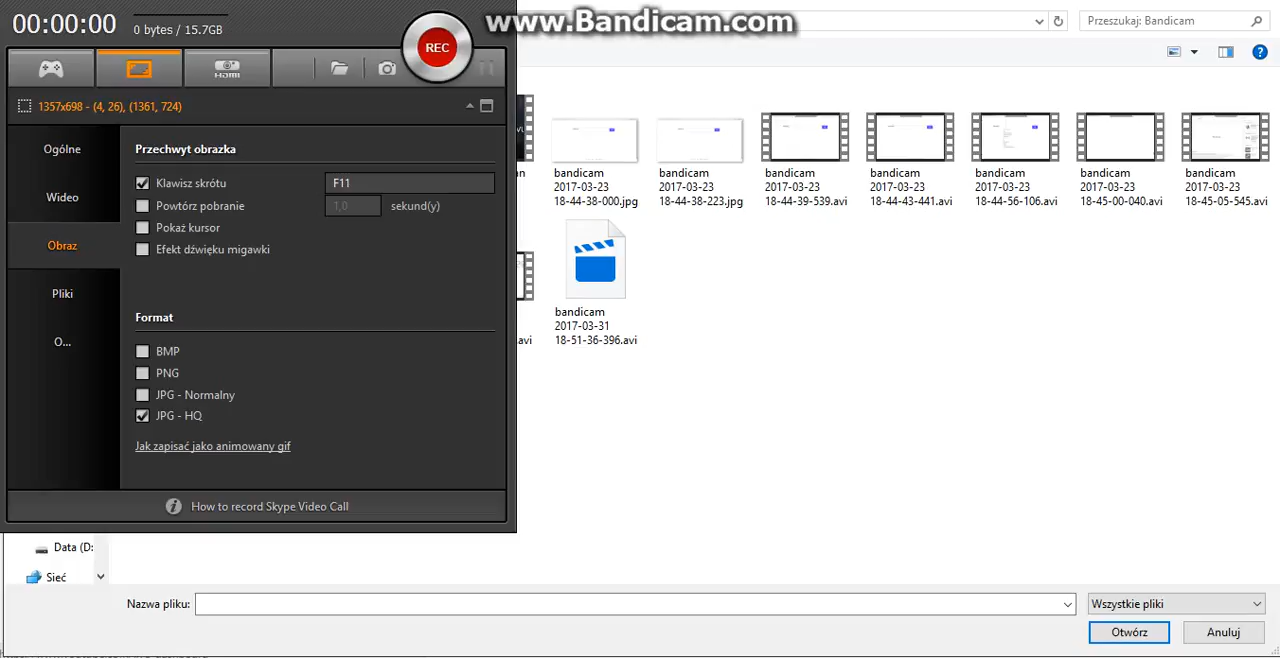 00:00:00
0 bytes / 15.7GB
REC
www.Bandicam.com
Przeszukaj: Bandicam
HDMI
1357x698 - (4, 26), (1361, 724)
Ogólne
Wideo
Obraz
Pliki
O...
Przechwyt obrazka
Klawisz skrótu
F11
Powtórz pobranie
1,0
sekund(y)
Pokaż kursor
Efekt dźwięku migawki
Format
BMP
PNG
JPG - Normalny
JPG - HQ
Jak zapisać jako animowany gif
How to record Skype Video Call
bandicam
2017-03-23
18-44-38-000.jpg
bandicam
2017-03-23
18-44-38-223.jpg
bandicam
2017-03-23
18-44-39-539.avi
bandicam
2017-03-23
18-44-43-441.avi
bandicam
2017-03-23
18-44-56-106.avi
bandicam
2017-03-23
18-45-00-040.avi
bandicam
2017-03-23
18-45-05-545.avi
.avi
bandicam
2017-03-31
18-51-36-396.avi
Data (D:
Sieć
Nazwa pliku:
Wszystkie pliki
Otwórz
Anuluj